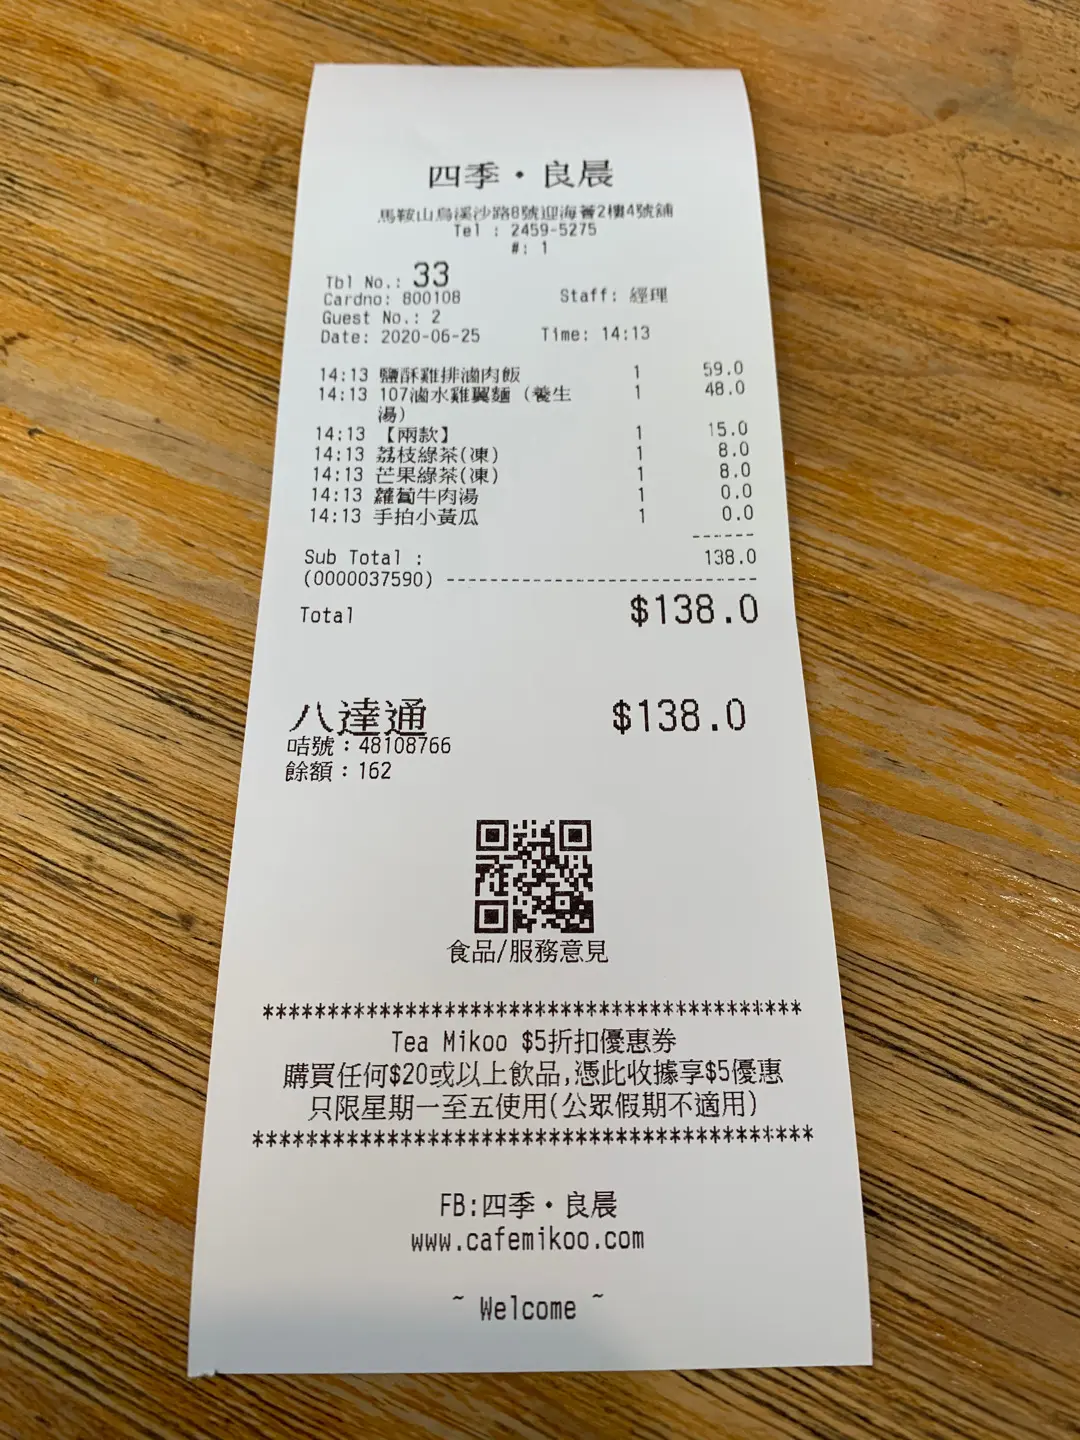 四季・良晨
馬鞍山烏溪沙路8號迎海薈2樓4號舖
Tel : 2459-5275
#: 1
Tbl No.: 33
Cardno: 800108 Staff: 經理
Guest No.: 2
Date: 2020-06-25 Time: 14:13
14:13 鹽酥雞排滷肉飯 1 59.0
14:13 107滷水雞翼麵（養生 1 48.0
湯）
14:13 【兩款】 1 15.0
14:13 荔枝綠茶(凍) 1 8.0
14:13 芒果綠茶(凍) 1 8.0
14:13 蘿蔔牛肉湯 1 0.0
14:13 手拍小黃瓜 1 0.0
------
Sub Total : 138.0
(0000037590) -----------------------------
Total $138.0
八達通 $138.0
咭號：48108766
餘額：162
食品/服務意見
******************************************
Tea Mikoo $5折扣優惠券
購買任何$20或以上飲品,憑此收據享$5優惠
只限星期一至五使用(公眾假期不適用)
******************************************
FB:四季・良晨
www.cafemikoo.com
~ Welcome ~